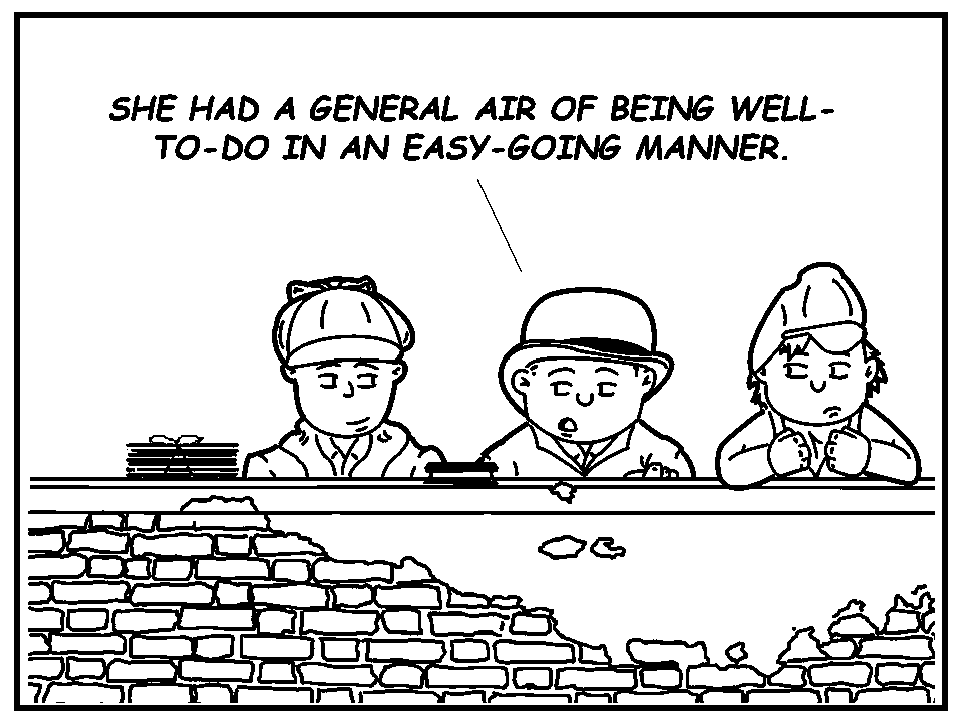 SHE HAD A GENERAL AIR OF BEING WELL-
TO-DO IN AN EASY-GOING MANNER.